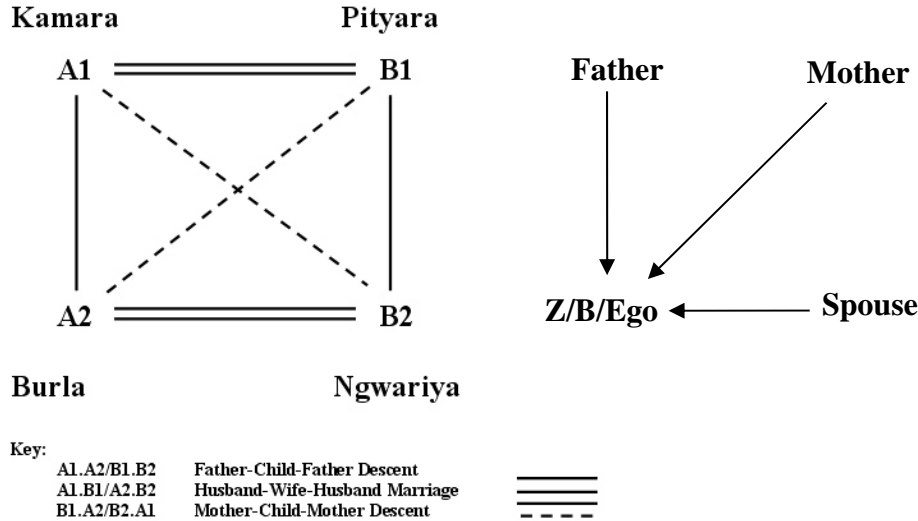 Kamara Pityara
A1 B1
Father Mother
A2 B2
Z/B/Ego Spouse
Burla Ngwariya
Key:
A1.A2/B1.B2 Father-Child-Father Descent
A1.B1/A2.B2 Husband-Wife-Husband Marriage
B1.A2/B2.A1 Mother-Child-Mother Descent